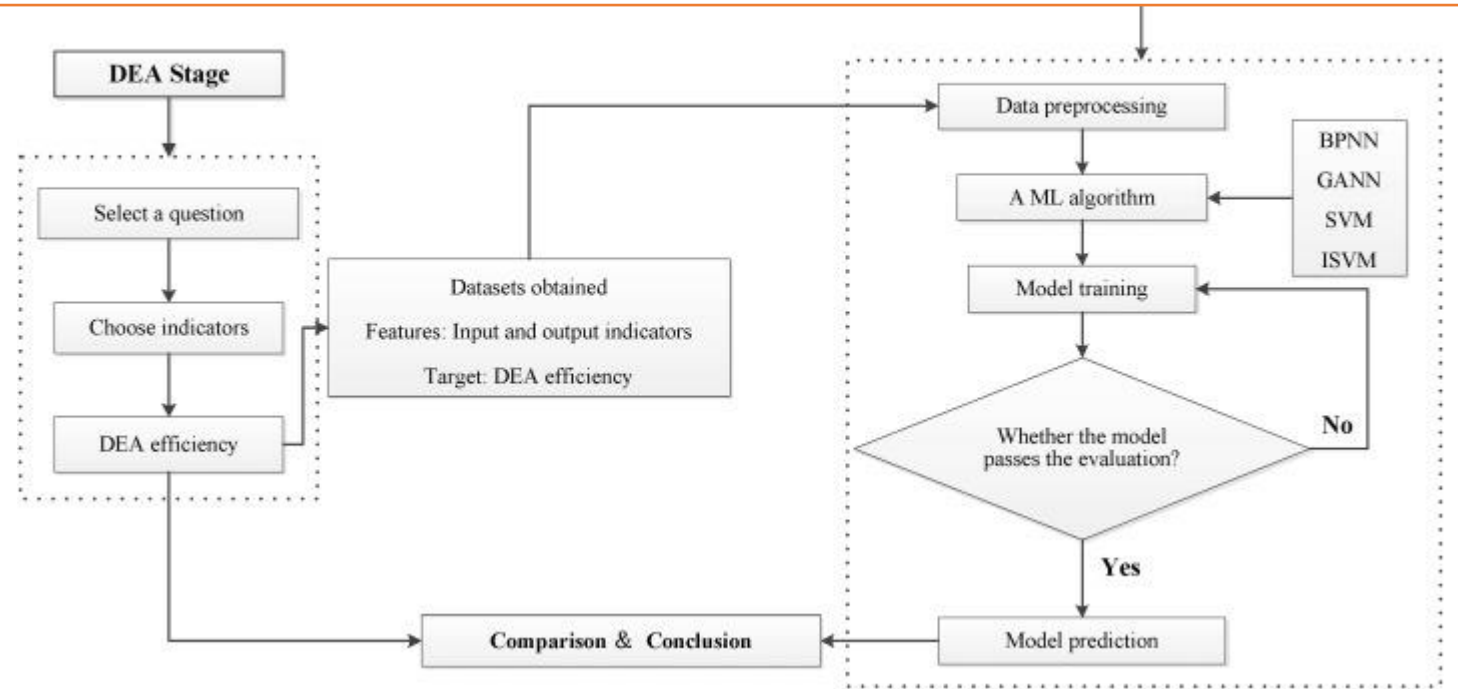 DEA Stage
Select a question
Choose indicators
DEA efficiency
Datasets obtained
Features: Input and output indicators
Target: DEA efficiency
Data preprocessing
A ML algorithm
BPNN
GANN
SVM
ISVM
Model training
Whether the model
passes the evaluation?
No
Yes
Model prediction
Comparison & Conclusion